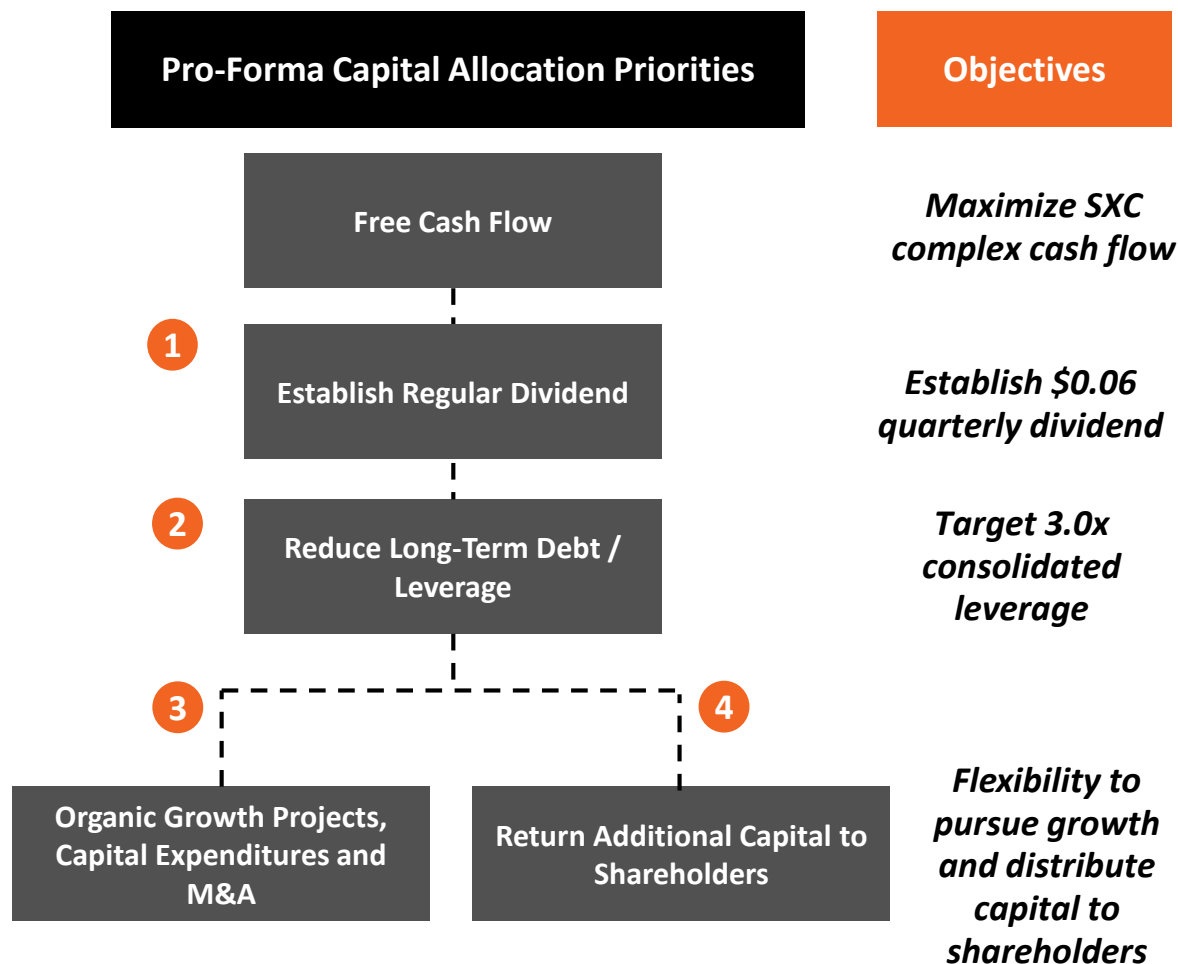 Pro-Forma Capital Allocation Priorities
Objectives
Free Cash Flow
Maximize SXC
complex cash flow
1
Establish Regular Dividend
Establish $0.06
quarterly dividend
2
Reduce Long-Term Debt /
Leverage
Target 3.0x
consolidated
leverage
3
4
Organic Growth Projects,
Capital Expenditures and
M&A
Return Additional Capital to
Shareholders
Flexibility to
pursue growth
and distribute
capital to
shareholders